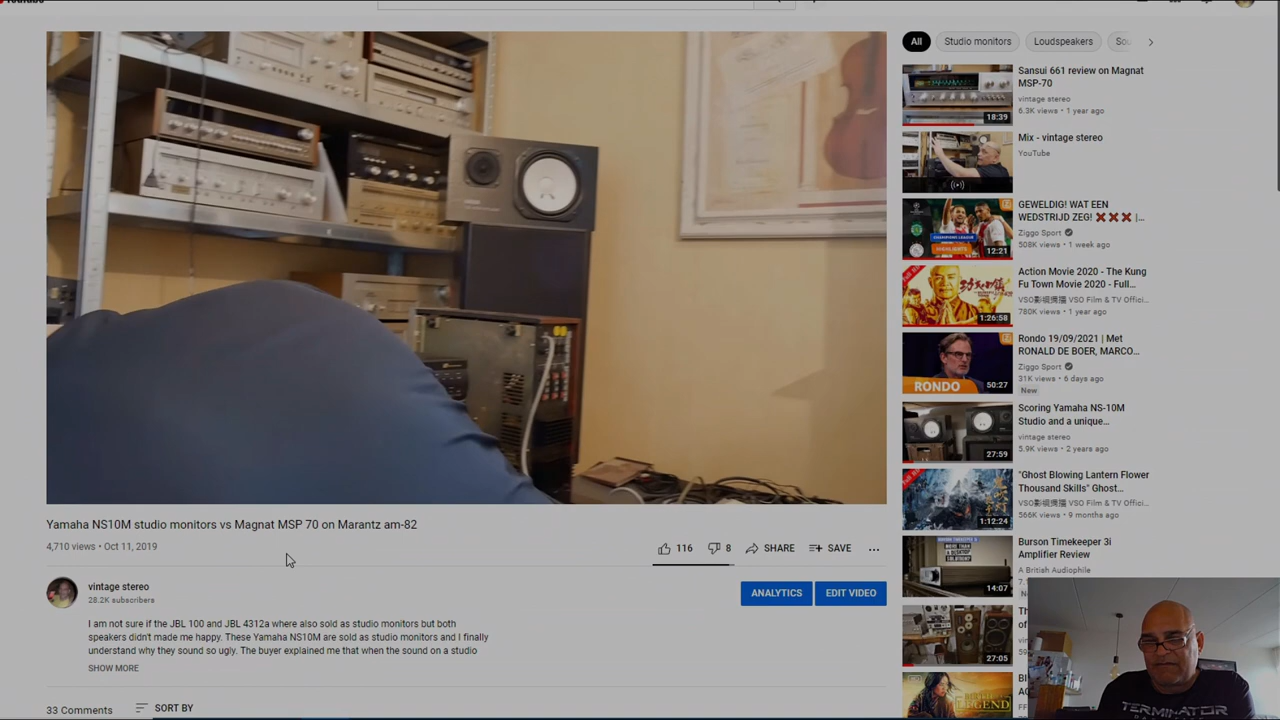 All
Studio monitors
Loudspeakers
Yamaha NS10M studio monitors vs Magnat MSP 70 on Marantz am-82
4,710 views • Oct 11, 2019
116
8
SHARE
SAVE
vintage stereo
28.2K subscribers
ANALYTICS
EDIT VIDEO
I am not sure if the JBL 100 and JBL 4312a where also sold as studio monitors but both
speakers didn't made me happy. These Yamaha NS10M are sold as studio monitors and I finally
understand why they sound so ugly. The buyer explained me that when the sound on a studio
SHOW MORE
33 Comments
SORT BY
Sansui 661 review on Magnat
MSP-70
vintage stereo
6.3K views • 1 year ago
18:39
Mix - vintage stereo
YouTube
GEWELDIG! WAT EEN
WEDSTRIJD ZEG! ❌❌❌ |...
Ziggo Sport
508K views • 1 week ago
HIGHLIGHTS
12:21
Action Movie 2020 - The Kung
Fu Town Movie 2020 - Full...
780K views • 1 year ago
1:26:58
Rondo 19/09/2021 | Met
RONALD DE BOER, MARCO...
Ziggo Sport
31K views • 6 days ago
New
RONDO
50:27
Scoring Yamaha NS-10M
Studio and a unique...
vintage stereo
5.9K views • 2 years ago
27:59
"Ghost Blowing Lantern Flower
Thousand Skills" Ghost...
566K views • 9 months ago
1:12:24
Burson Timekeeper 3i
Amplifier Review
A British Audiophile
14:07
27:05
LEGEND
TERMINATOR